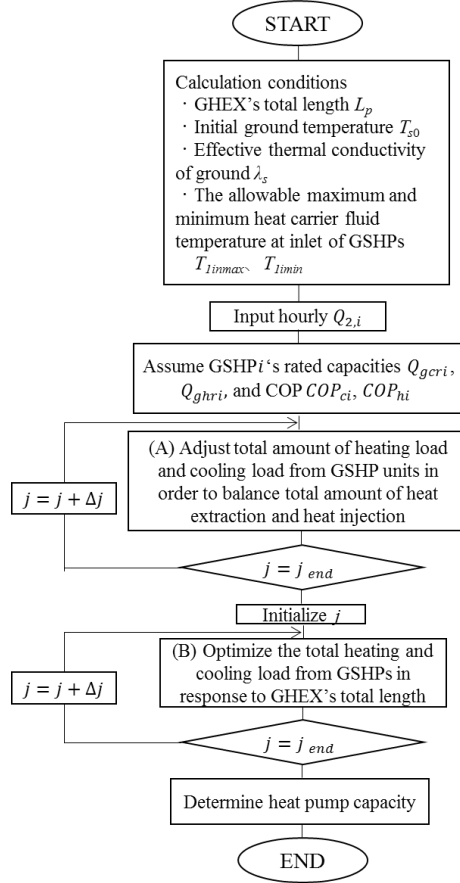 START
Calculation conditions
・GHEX's total length L_p
・Initial ground temperature T_s0
・Effective thermal conductivity
of ground λ_s
・The allowable maximum and
minimum heat carrier fluid
temperature at inlet of GSHPs
T_1inmax、 T_1imin
Input hourly Q_2,i
Assume GSHPi‘s rated capacities Q_gcri,
Q_ghri, and COP COP_ci, COP_hi
(A) Adjust total amount of heating load
and cooling load from GSHP units in
order to balance total amount of heat
extraction and heat injection
j = j + Δj
j = j_end
Initialize j
(B) Optimize the total heating and
cooling load from GSHPs in
response to GHEX's total length
j = j + Δj
j = j_end
Determine heat pump capacity
END